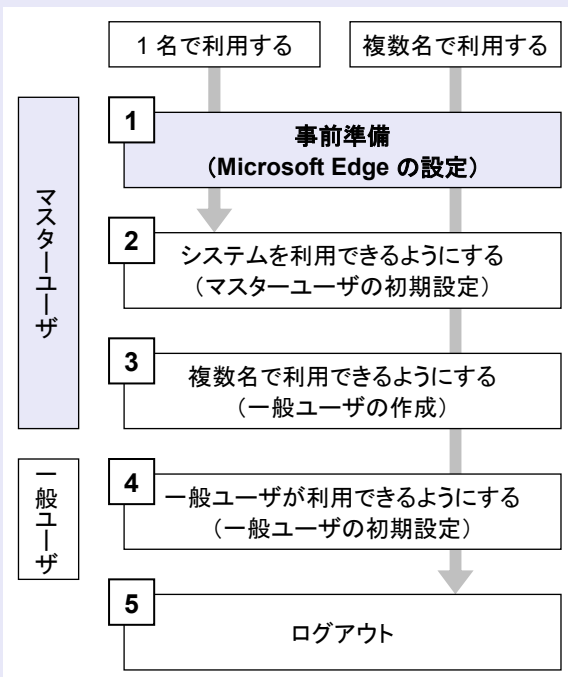 1 名で利用する
複数名で利用する
マスターユーザ
1
事前準備
（Microsoft Edge の設定）
2
システムを利用できるようにする
（マスターユーザの初期設定）
3
複数名で利用できるようにする
（一般ユーザの作成）
一般ユーザ
4
一般ユーザが利用できるようにする
（一般ユーザの初期設定）
5
ログアウト